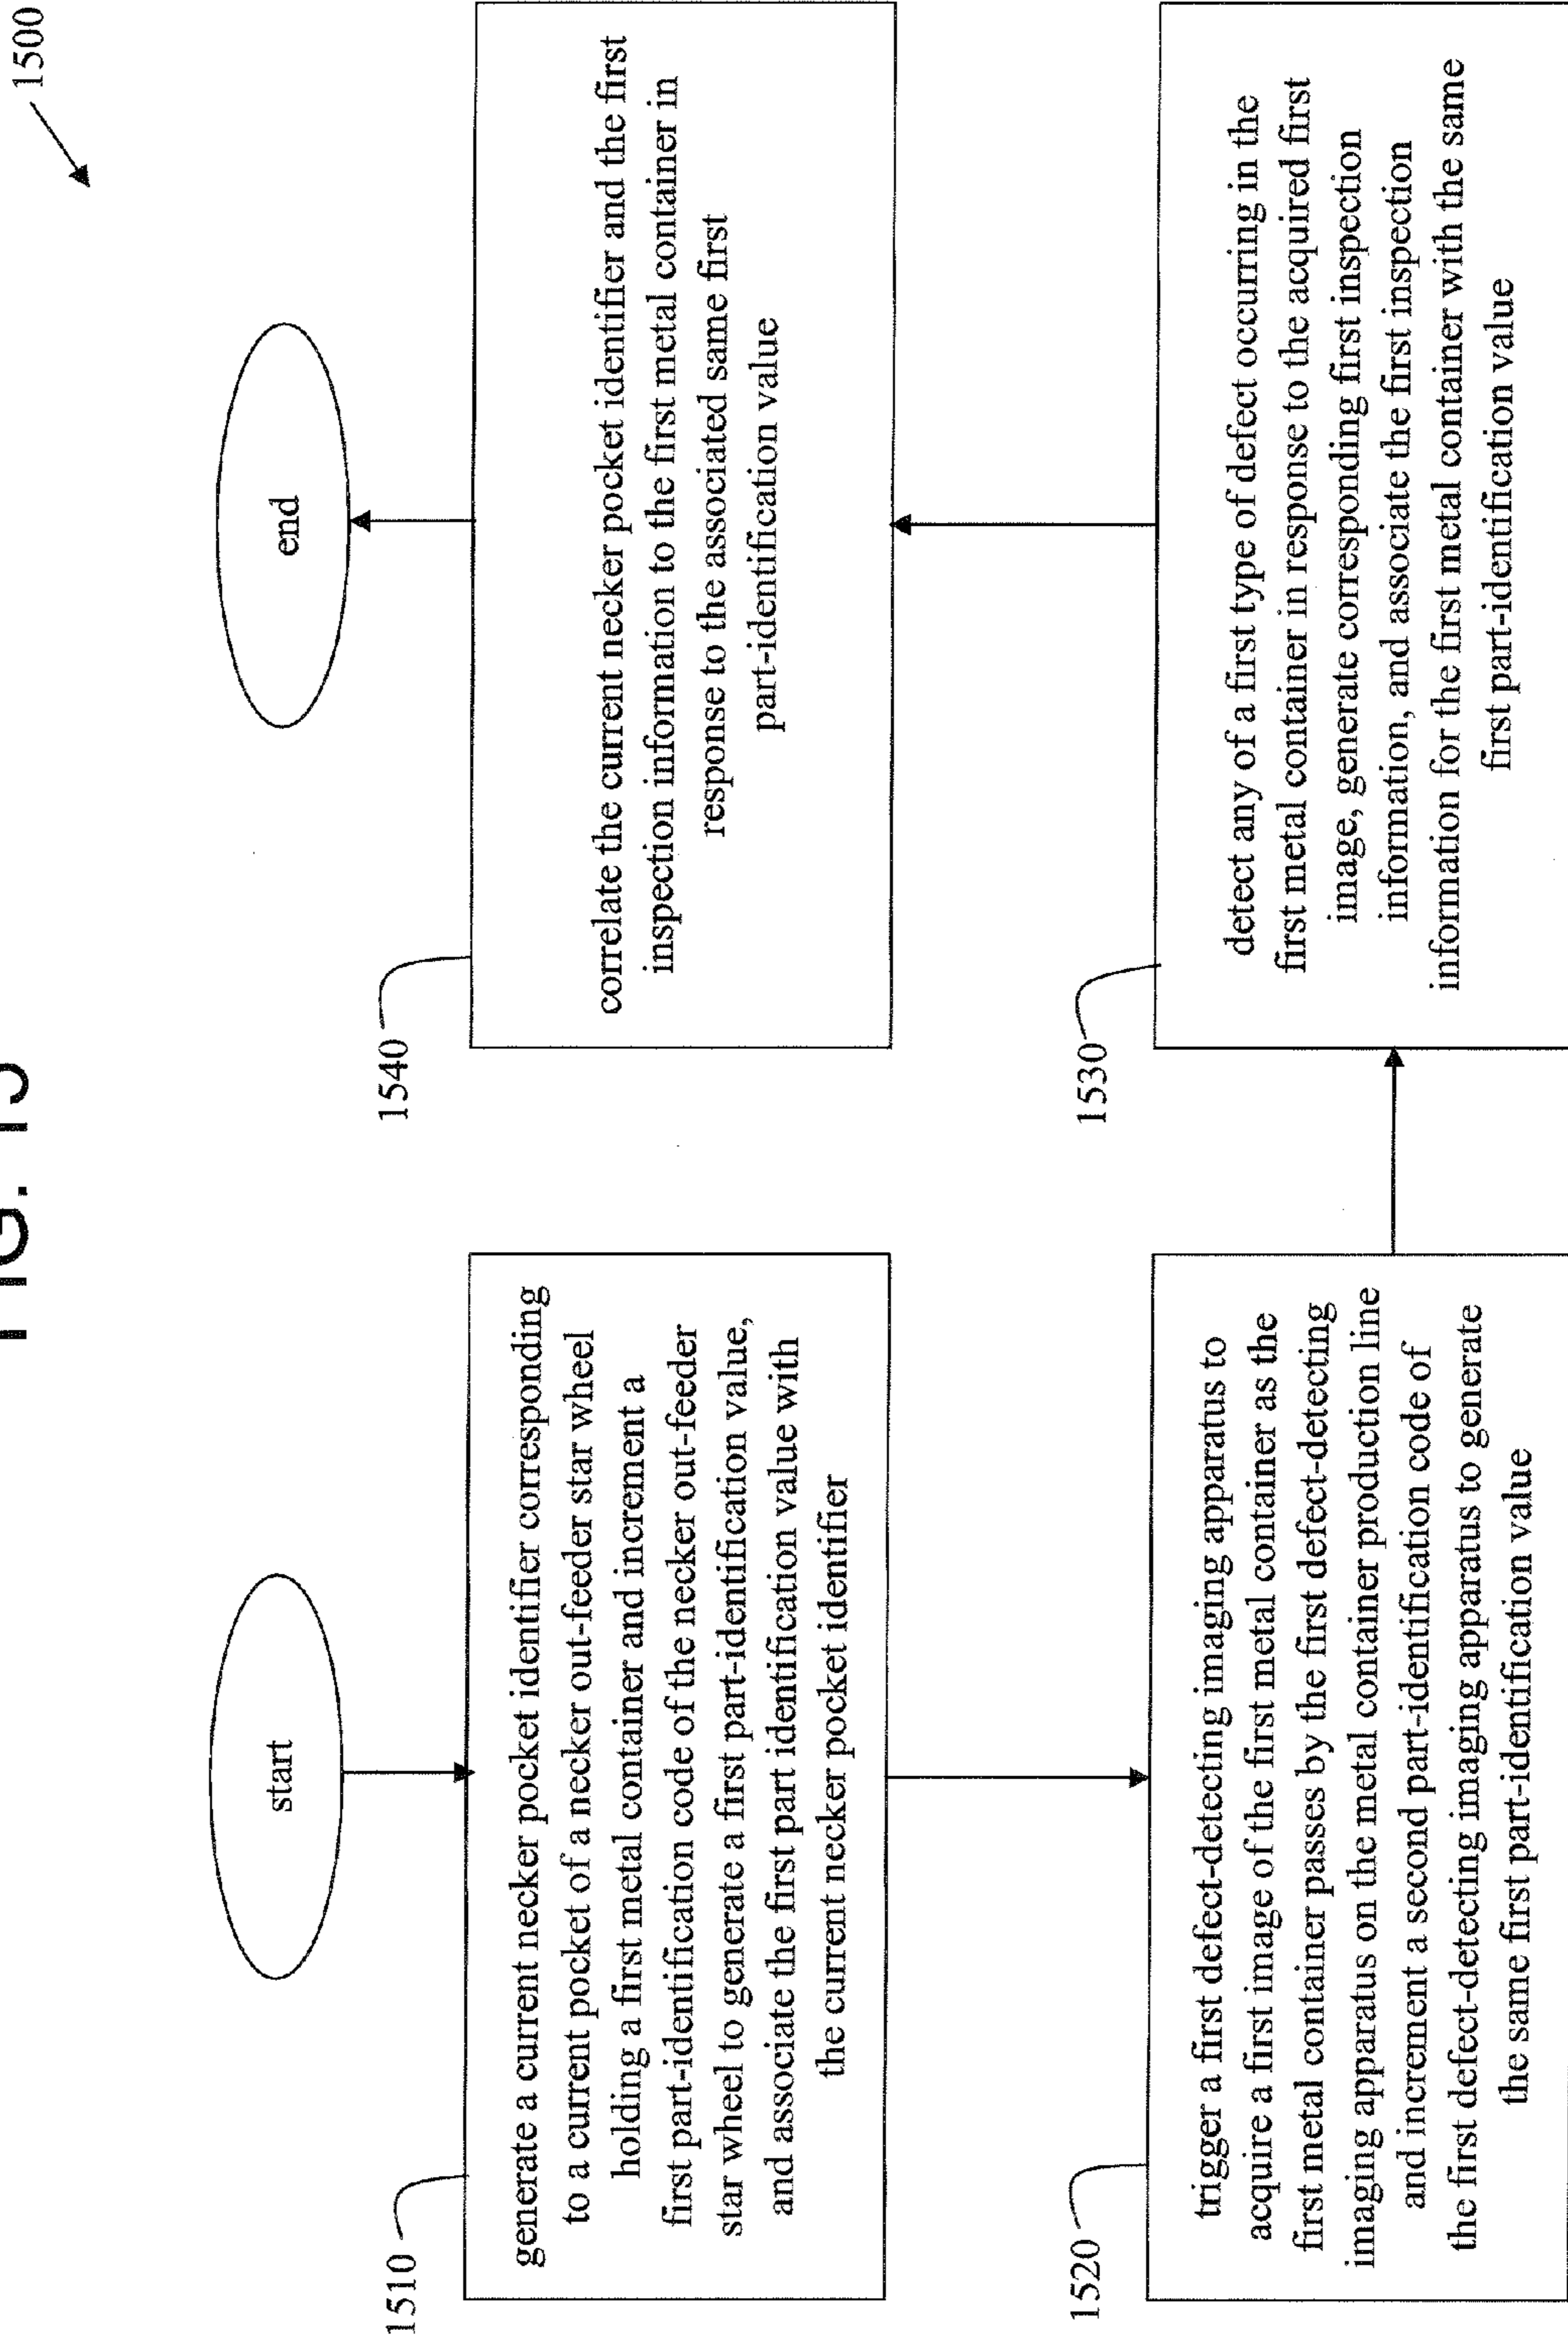 FIG. 15
1500
start
1510
generate a current necker pocket identifier corresponding
to a current pocket of a necker out-feeder star wheel
holding a first metal container and increment a
first part-identification code of the necker out-feeder
star wheel to generate a first part-identification value,
and associate the first part identification value with
the current necker pocket identifier
1520
trigger a first defect-detecting imaging apparatus to
acquire a first image of the first metal container as the
first metal container passes by the first defect-detecting
imaging apparatus on the metal container production line
and increment a second part-identification code of
the first defect-detecting imaging apparatus to generate
the same first part-identification value
1530
detect any of a first type of defect occurring in the
first metal container in response to the acquired first
image, generate corresponding first inspection
information, and associate the first inspection
information for the first metal container with the same
first part-identification value
1540
correlate the current necker pocket identifier and the first
inspection information to the first metal container in
response to the associated same first
part-identification value
end